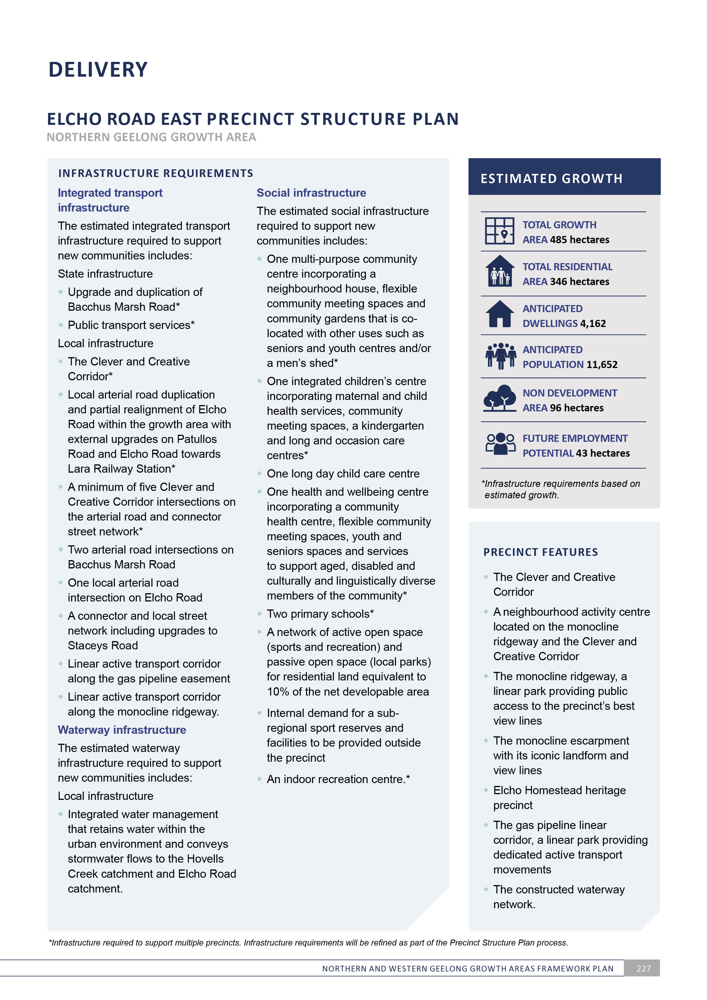 DELIVERY
ELCHO ROAD EAST PRECINCT STRUCTURE PLAN
NORTHERN GEELONG GROWTH AREA
INFRASTRUCTURE REQUIREMENTS
Integrated transport
infrastructure
The estimated integrated transport
infrastructure required to support
new communities includes:
State infrastructure
• Upgrade and duplication of
Bacchus Marsh Road*
• Public transport services*
Local infrastructure
• The Clever and Creative
Corridor*
• Local arterial road duplication
and partial realignment of Elcho
Road within the growth area with
external upgrades on Patullos
Road and Elcho Road towards
Lara Railway Station*
• A minimum of five Clever and
Creative Corridor intersections on
the arterial road and connector
street network*
• Two arterial road intersections on
Bacchus Marsh Road
• One local arterial road
intersection on Elcho Road
• A connector and local street
network including upgrades to
Staceys Road
• Linear active transport corridor
along the gas pipeline easement
• Linear active transport corridor
along the monocline ridgeway.
Waterway infrastructure
The estimated waterway
infrastructure required to support
new communities includes:
Local infrastructure
• Integrated water management
that retains water within the
urban environment and conveys
stormwater flows to the Hovells
Creek catchment and Elcho Road
catchment.
Social infrastructure
The estimated social infrastructure
required to support new
communities includes:
• One multi-purpose community
centre incorporating a
neighbourhood house, flexible
community meeting spaces and
community gardens that is co-
located with other uses such as
seniors and youth centres and/or
a men’s shed*
• One integrated children’s centre
incorporating maternal and child
health services, community
meeting spaces, a kindergarten
and long and occasion care
centres*
• One long day child care centre
• One health and wellbeing centre
incorporating a community
health centre, flexible community
meeting spaces, youth and
seniors spaces and services
to support aged, disabled and
culturally and linguistically diverse
members of the community*
• Two primary schools*
• A network of active open space
(sports and recreation) and
passive open space (local parks)
for residential land equivalent to
10% of the net developable area
• Internal demand for a sub-
regional sport reserves and
facilities to be provided outside
the precinct
• An indoor recreation centre.*
ESTIMATED GROWTH
TOTAL GROWTH
AREA 485 hectares
TOTAL RESIDENTIAL
AREA 346 hectares
ANTICIPATED
DWELLINGS 4,162
ANTICIPATED
POPULATION 11,652
NON DEVELOPMENT
AREA 96 hectares
FUTURE EMPLOYMENT
POTENTIAL 43 hectares
*Infrastructure requirements based on
estimated growth.
PRECINCT FEATURES
• The Clever and Creative
Corridor
• A neighbourhood activity centre
located on the monocline
ridgeway and the Clever and
Creative Corridor
• The monocline ridgeway, a
linear park providing public
access to the precinct’s best
view lines
• The monocline escarpment
with its iconic landform and
view lines
• Elcho Homestead heritage
precinct
• The gas pipeline linear
corridor, a linear park providing
dedicated active transport
movements
• The constructed waterway
network.
*Infrastructure required to support multiple precincts. Infrastructure requirements will be refined as part of the Precinct Structure Plan process.
NORTHERN AND WESTERN GEELONG GROWTH AREAS FRAMEWORK PLAN 227